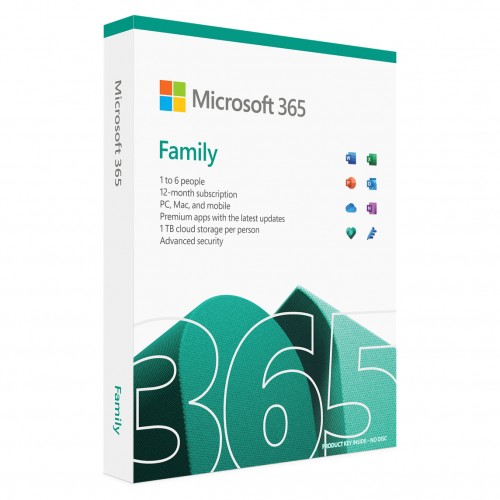 Microsoft 365
Family
Microsoft 365
Family
1 to 6 people
12-month subscription
PC, Mac, and mobile
Premium apps with the latest updates
1 TB cloud storage per person
Advanced security
365
PRODUCT KEY INSIDE - NO DISC